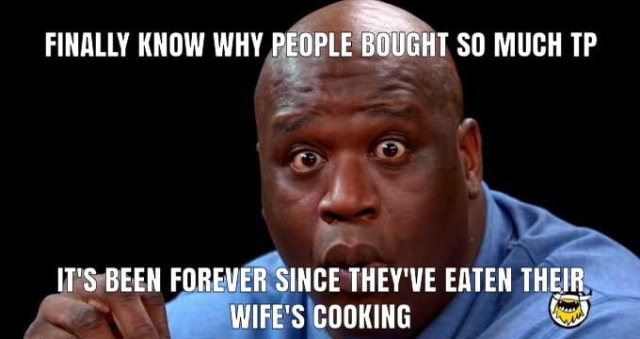 FINALLY KNOW WHY PEOPLE BOUGHT SO MUCH TP
IT'S BEEN FOREVER SINCE THEY'VE EATEN THEIR
WIFE'S COOKING